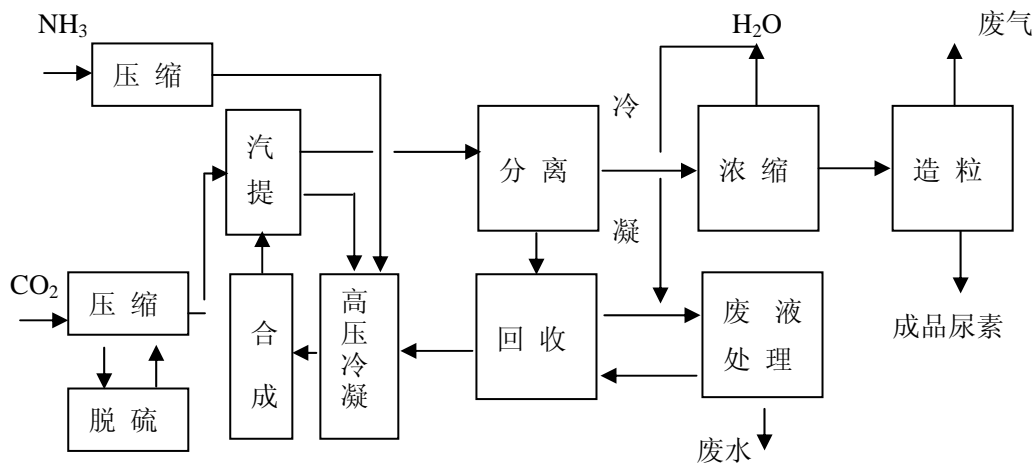 NH₃
压 缩
H₂O
废气
冷
凝
汽
提
分 离
浓缩
造粒
CO₂
压 缩
合
成
高
压
冷
凝
回 收
废 液
处 理
成品尿素
脱 硫
废水